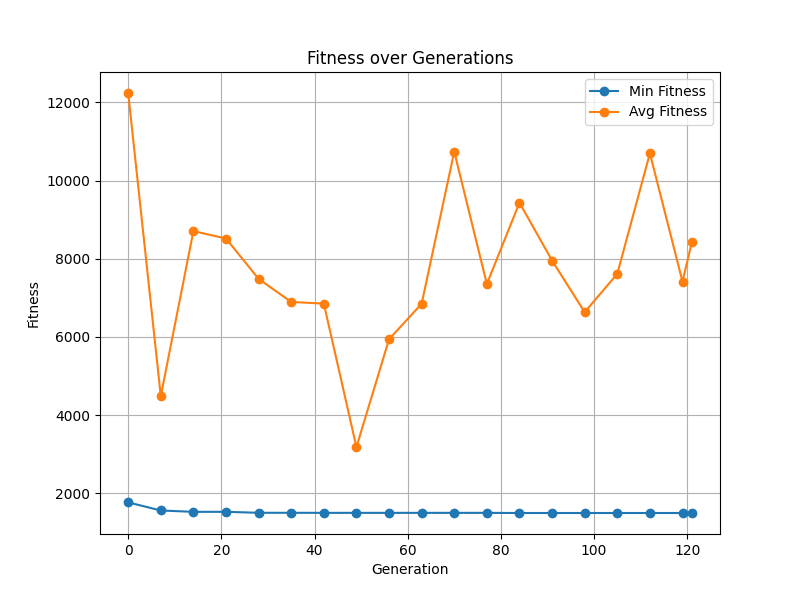 Fitness over Generations
Min Fitness
Avg Fitness
12000
10000
8000
6000
4000
2000
Fitness
0 20 40 60 80 100 120
Generation